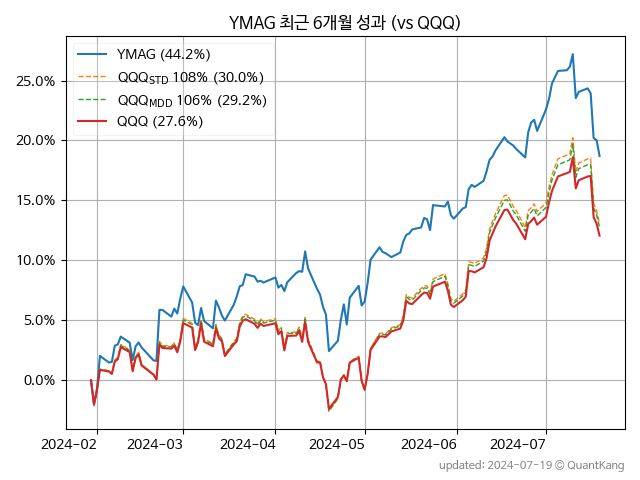 YMAG 최근 6개월 성과 (vs QQQ)
YMAG (44.2%)
QQQSTD 108% (30.0%)
QQQMDD 106% (29.2%)
QQQ (27.6%)
25.0%
20.0%
15.0%
10.0%
5.0%
0.0%
2024-02 2024-03 2024-04 2024-05 2024-06 2024-07
updated: 2024-07-19 © QuantKang